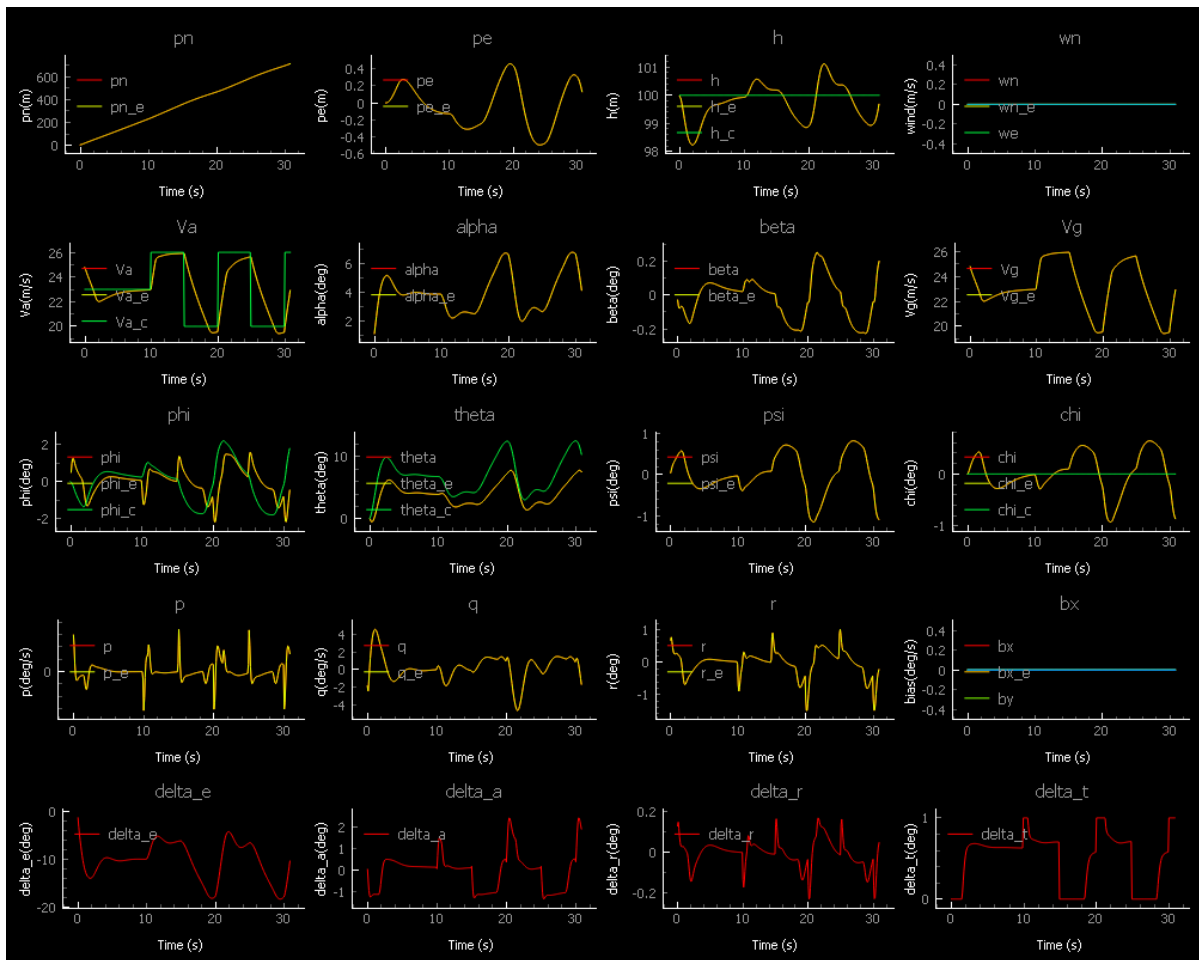 pn
pn(m)
600
400
200
0
pn
pn_e
0
10
20
30
Time (s)
pe
pe(m)
0.4
0.2
0
-0.2
-0.4
-0.6
pe
pe_e
0
10
20
30
Time (s)
h
h(m)
101
100
99
98
h
h_e
h_c
0
10
20
30
Time (s)
wn
wind(m/s)
0.4
0.2
0
-0.2
-0.4
wn
wn_e
we
0
10
20
30
Time (s)
Va
Va(m/s)
26
24
22
20
Va
Va_e
Va_c
0
10
20
30
Time (s)
alpha
alpha(deg)
6
4
2
alpha
alpha_e
0
10
20
30
Time (s)
beta
beta(deg)
0.2
0
-0.2
beta
beta_e
0
10
20
30
Time (s)
Vg
Vg(m/s)
26
24
22
20
Vg
Vg_e
0
10
20
30
Time (s)
phi
phi(deg)
2
0
-2
phi
phi_e
phi_c
0
10
20
30
Time (s)
theta
theta(deg)
10
0
theta
theta_e
theta_c
0
10
20
30
Time (s)
psi
psi(deg)
1
0
-1
psi
psi_e
0
10
20
30
Time (s)
chi
chi(deg)
1
0
-1
chi
chi_e
chi_c
0
10
20
30
Time (s)
p
p(deg/s)
0
p
p_e
0
10
20
30
Time (s)
q
q(deg/s)
4
2
0
-2
-4
q
q_e
0
10
20
30
Time (s)
r
r(deg)
1
0
-1
r
r_e
0
10
20
30
Time (s)
bx
bias(deg/s)
0.4
0.2
0
-0.2
-0.4
bx
bx_e
by
0
10
20
30
Time (s)
delta_e
delta_e(deg)
0
-10
-20
delta_e
0
10
20
30
Time (s)
delta_a
delta_a(deg)
2
1
0
-1
delta_a
0
10
20
30
Time (s)
delta_r
delta_r(deg)
0.2
0
-0.2
delta_r
0
10
20
30
Time (s)
delta_t
delta_t(deg)
1
0
delta_t
0
10
20
30
Time (s)